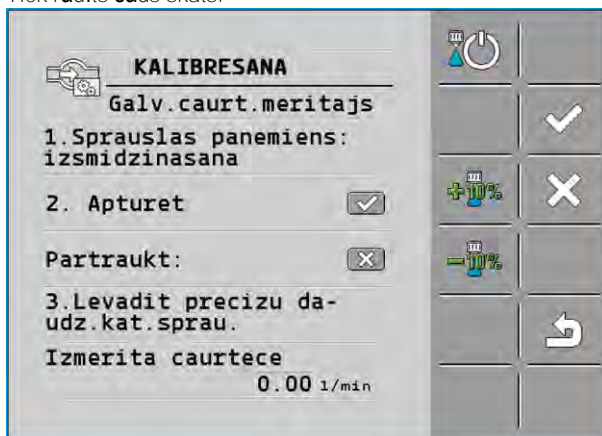 KALIBRESANA
Galv.caurt.meritajs
1.Sprauslas panemiens:
izsmidzinasana
2. Apturet
Partraukt:
3.Levadit precizu da-
udz.kat.sprau.
Izmerita caurtece
0.00 l/min
+10%
-10%